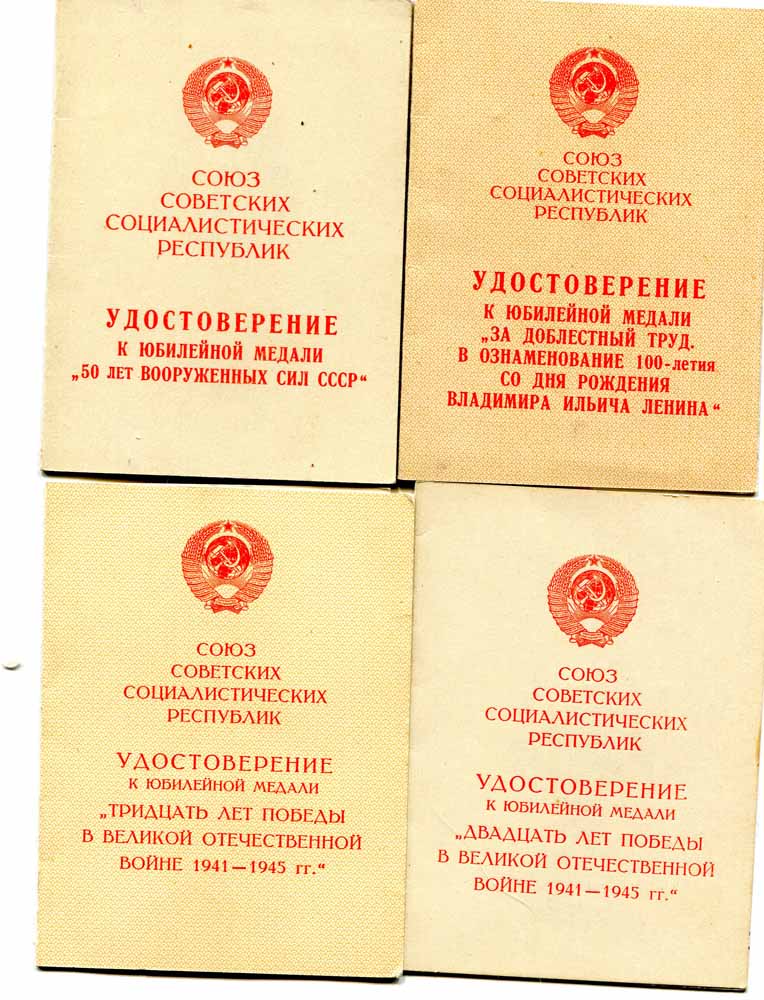 СОЮЗ
СОВЕТСКИХ
СОЦИАЛИСТИЧЕСКИХ
РЕСПУБЛИК
УДОСТОВЕРЕНИЕ
К ЮБИЛЕЙНОЙ МЕДАЛИ
„50 ЛЕТ ВООРУЖЕННЫХ СИЛ СССР“
СОЮЗ
СОВЕТСКИХ
СОЦИАЛИСТИЧЕСКИХ
РЕСПУБЛИК
УДОСТОВЕРЕНИЕ
К ЮБИЛЕЙНОЙ МЕДАЛИ
„ЗА ДОБЛЕСТНЫЙ ТРУД.
В ОЗНАМЕНОВАНИЕ 100-летия
СО ДНЯ РОЖДЕНИЯ
ВЛАДИМИРА ИЛЬИЧА ЛЕНИНА“
СОЮЗ
СОВЕТСКИХ
СОЦИАЛИСТИЧЕСКИХ
РЕСПУБЛИК
УДОСТОВЕРЕНИЕ
К ЮБИЛЕЙНОЙ МЕДАЛИ
„ТРИДЦАТЬ ЛЕТ ПОБЕДЫ
В ВЕЛИКОЙ ОТЕЧЕСТВЕННОЙ
ВОЙНЕ 1941—1945 гг.“
СОЮЗ
СОВЕТСКИХ
СОЦИАЛИСТИЧЕСКИХ
РЕСПУБЛИК
УДОСТОВЕРЕНИЕ
К ЮБИЛЕЙНОЙ МЕДАЛИ
„ДВАДЦАТЬ ЛЕТ ПОБЕДЫ
В ВЕЛИКОЙ ОТЕЧЕСТВЕННОЙ
ВОЙНЕ 1941—1945 гг.“